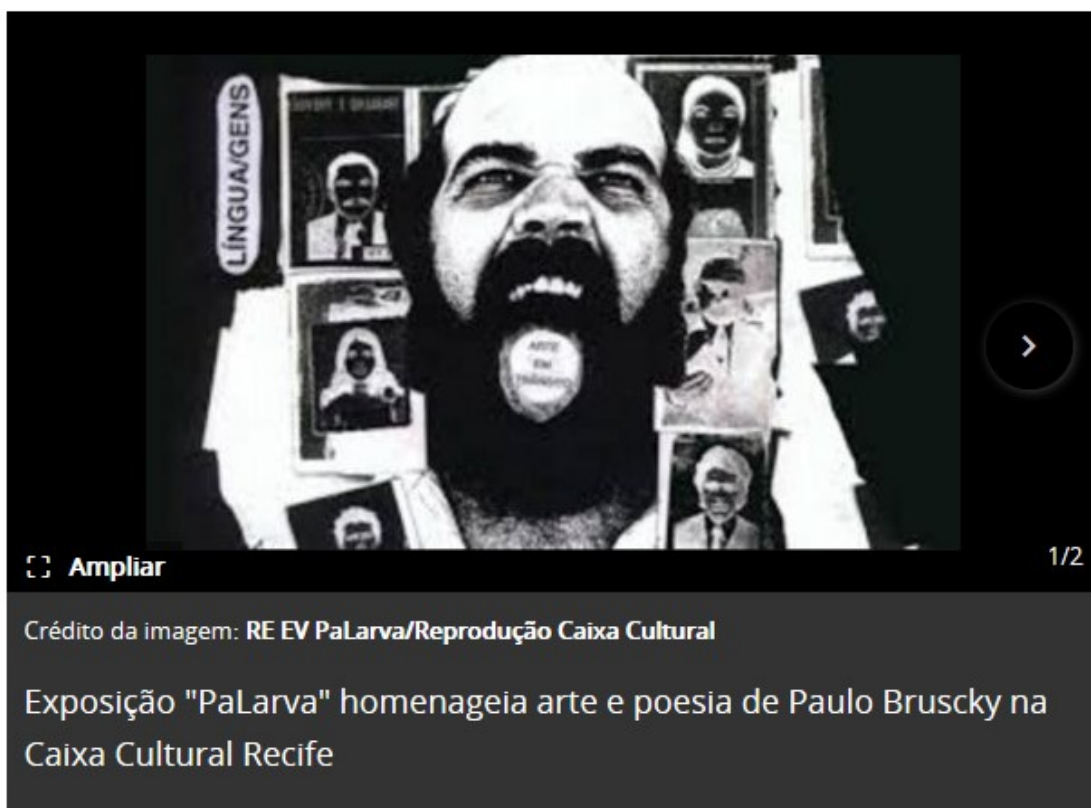 LÍNGUA/GENS
ARTE
EM
Ampliar
1/2
Crédito da imagem: RE EV PaLarva/Reprodução Caixa Cultural
Exposição "PaLarva" homenageia arte e poesia de Paulo Bruscky na
Caixa Cultural Recife